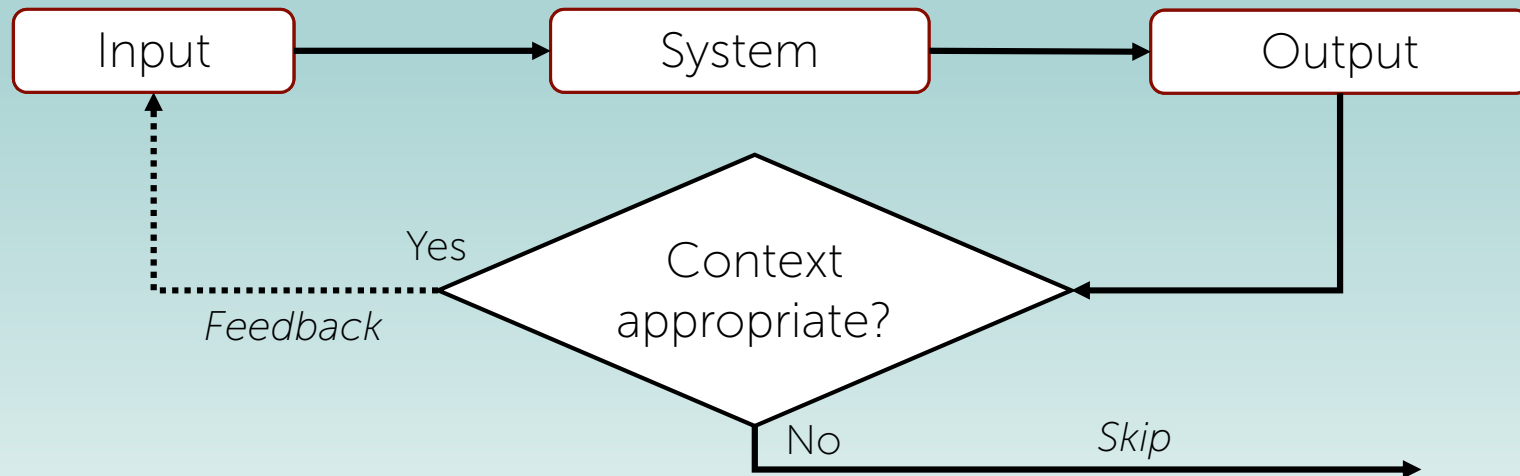 Input
System
Output
Yes
Context
appropriate?
Feedback
No
Skip